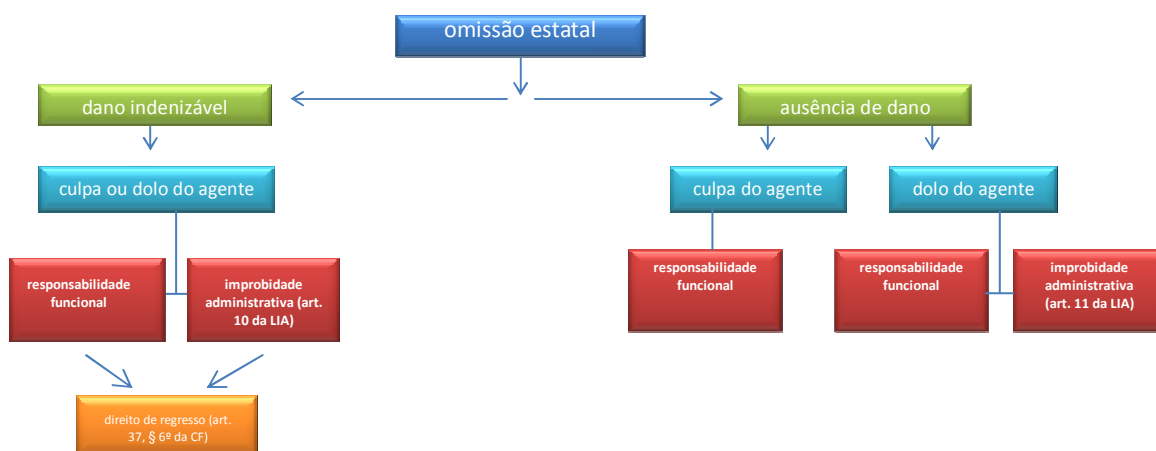 omissão estatal
dano indenizável
ausência de dano
culpa ou dolo do agente
culpa do agente
dolo do agente
responsabilidade
funcional
improbidade
administrativa (art.
10 da LIA)
responsabilidade
funcional
responsabilidade
funcional
improbidade
administrativa
(art. 11 da LIA)
direito de regresso (art.
37, § 6º da CF)